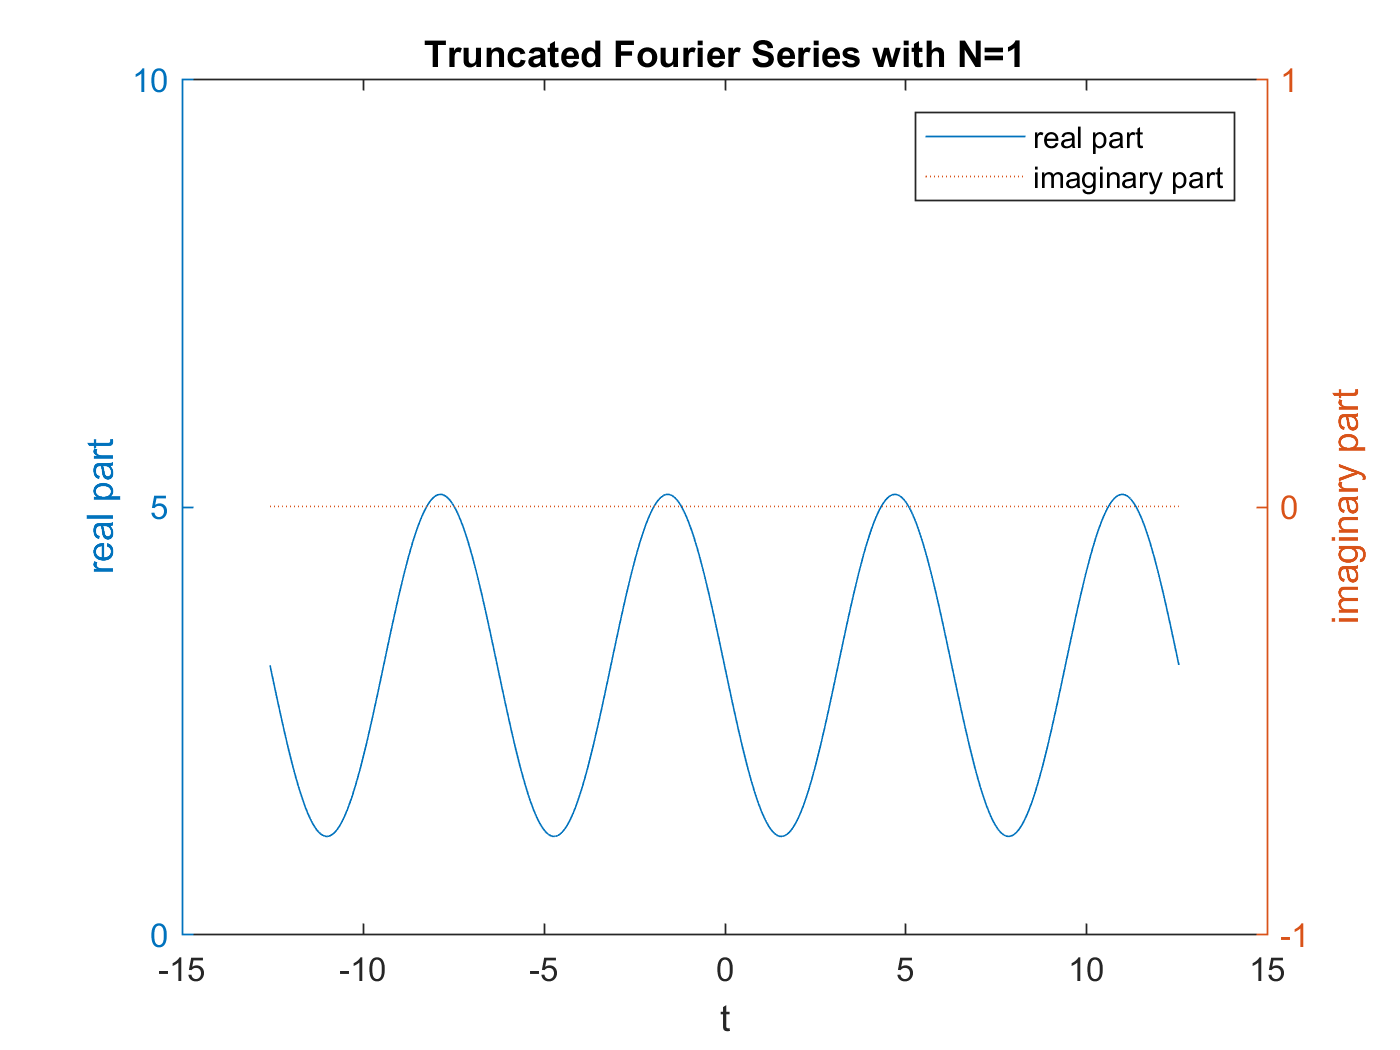 Truncated Fourier Series with N=1
10
5
0
real part
1
0
-1
imaginary part
real part
imaginary part
-15 -10 -5 0 5 10 15
t